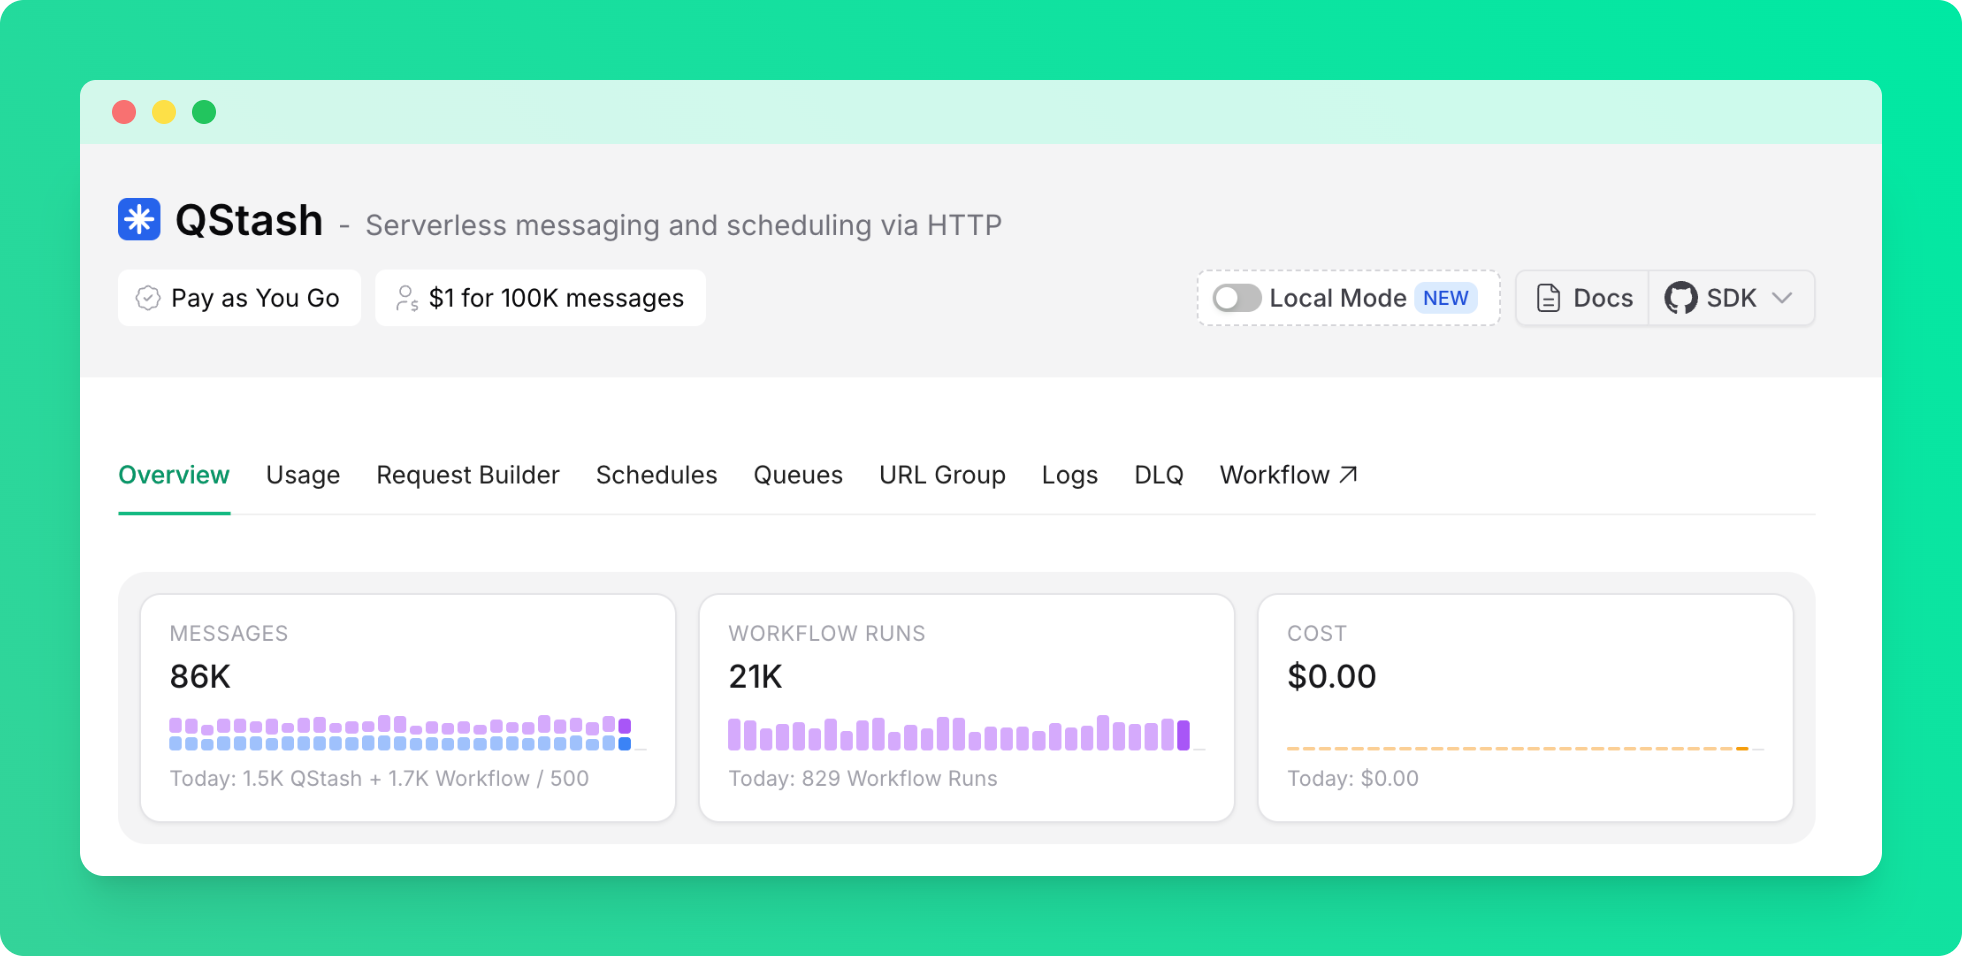 QStash - Serverless messaging and scheduling via HTTP
Pay as You Go
$1 for 100K messages
Local Mode NEW
Docs
SDK
Overview Usage Request Builder Schedules Queues URL Group Logs DLQ Workflow
MESSAGES
86K
Today: 1.5K QStash + 1.7K Workflow / 500
WORKFLOW RUNS
21K
Today: 829 Workflow Runs
COST
$0.00
Today: $0.00